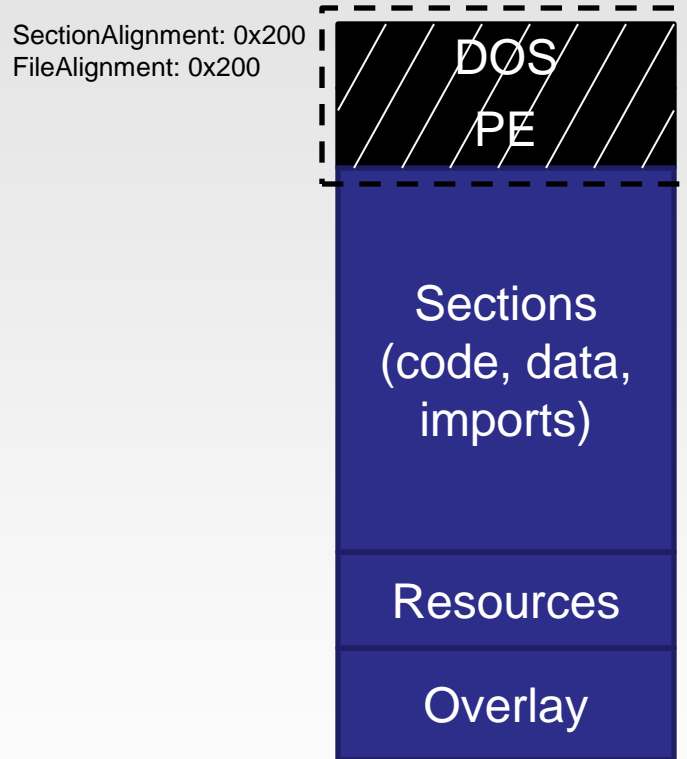 SectionAlignment: 0x200
FileAlignment: 0x200
DOS
PE
Sections
(code, data,
imports)
Resources
Overlay